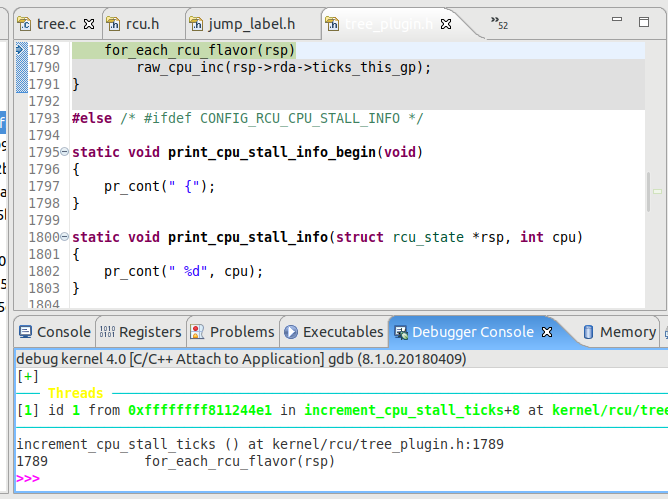 tree.c rcu.h jump_label.h tree_plugin.h »52
1789 for_each_rcu_flavor(rsp)
1790 raw_cpu_inc(rsp->rda->ticks_this_gp);
1791 }
1792
1793 #else /* #ifdef CONFIG_RCU_CPU_STALL_INFO */
1794
1795 static void print_cpu_stall_info_begin(void)
1796 {
1797 pr_cont(" {");
1798 }
1799
1800 static void print_cpu_stall_info(struct rcu_state *rsp, int cpu)
1801 {
1802 pr_cont(" %d", cpu);
1803 }
1804
Console Registers Problems Executables Debugger Console Memory
debug kernel 4.0 [C/C++ Attach to Application] gdb (8.1.0.20180409)
[+]
Threads
[1] id 1 from 0xffffffff811244e1 in increment_cpu_stall_ticks+8 at kernel/rcu/tree
increment_cpu_stall_ticks () at kernel/rcu/tree_plugin.h:1789
1789 for_each_rcu_flavor(rsp)
>>>